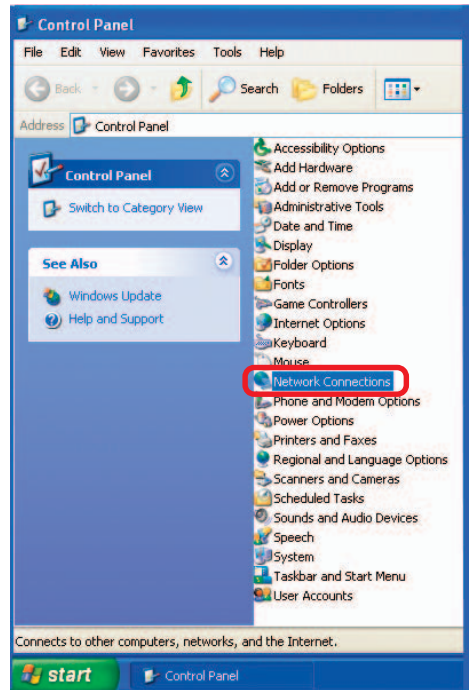 Control Panel
File Edit View Favorites Tools Help
Back Search Folders
Address Control Panel
Control Panel
Switch to Category View
See Also
Windows Update
Help and Support
Accessibility Options
Add Hardware
Add or Remove Programs
Administrative Tools
Date and Time
Display
Folder Options
Fonts
Game Controllers
Internet Options
Keyboard
Mouse
Network Connections
Phone and Modem Options
Power Options
Printers and Faxes
Regional and Language Options
Scanners and Cameras
Scheduled Tasks
Sounds and Audio Devices
Speech
System
Taskbar and Start Menu
User Accounts
Connects to other computers, networks, and the Internet.
start Control Panel